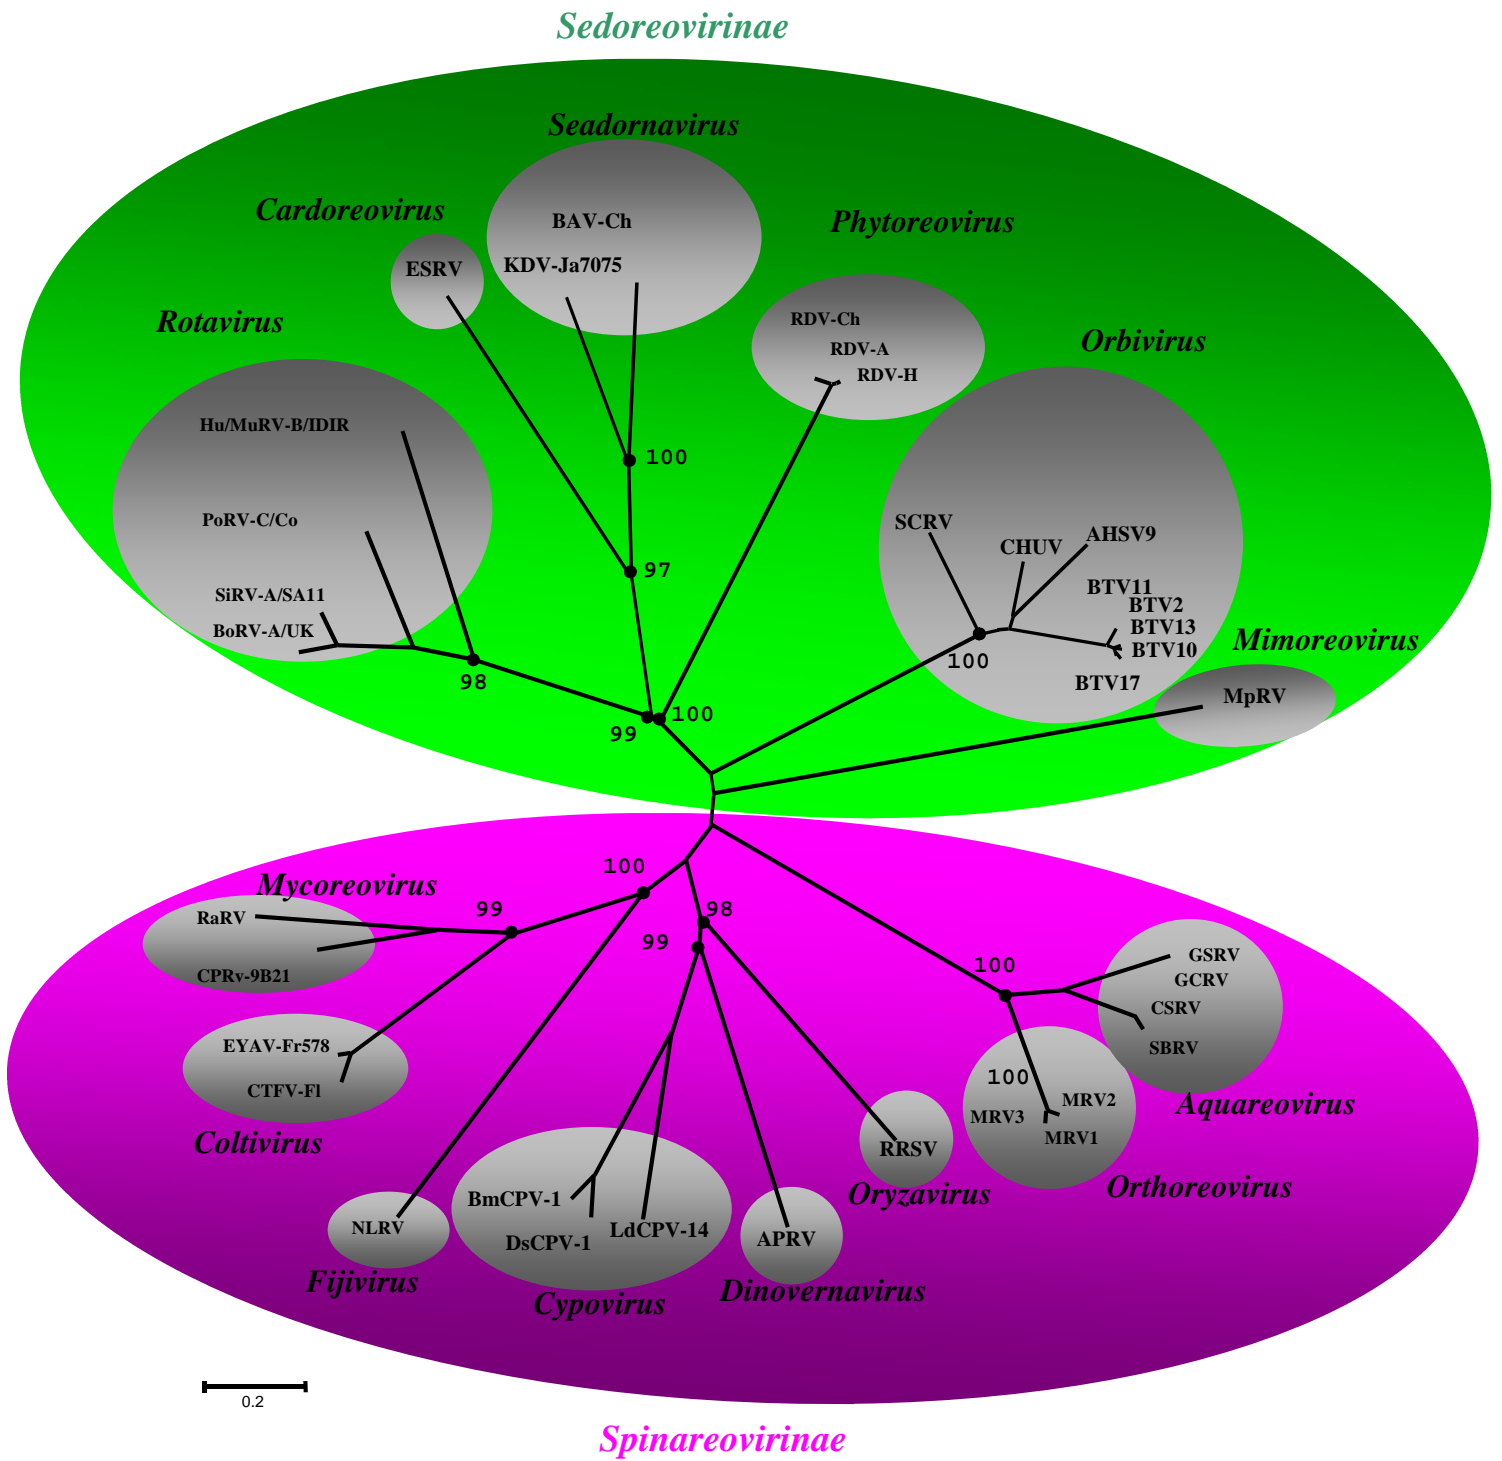 Sedoreovirinae
Seadornavirus
Cardoreovirus
Phytoreovirus
BAV-Ch
ESRV
KDV-Ja7075
Rotavirus
RDV-Ch
RDV-A
RDV-H
Orbivirus
Hu/MuRV-B/IDIR
100
PoRV-C/Co
SCRV
CHUV
AHSV9
97
BTV11
SiRV-A/SA11
BTV2
BoRV-A/UK
BTV13
BTV10
Mimoreovirus
100
98
BTV17
MpRV
99
100
100
Mycoreovirus
99
98
RaRV
99
CPRv-9B21
100
GSRV
GCRV
CSRV
EYAV-Fr578
SBRV
CTFV-Fl
100
MRV2
MRV3
Aquareovirus
MRV1
Coltivirus
RRSV
Oryzavirus
Orthoreovirus
BmCPV-1
NLRV
LdCPV-14
DsCPV-1
APRV
Fijivirus
Dinovernavirus
Cypovirus
0.2
Spinareovirinae